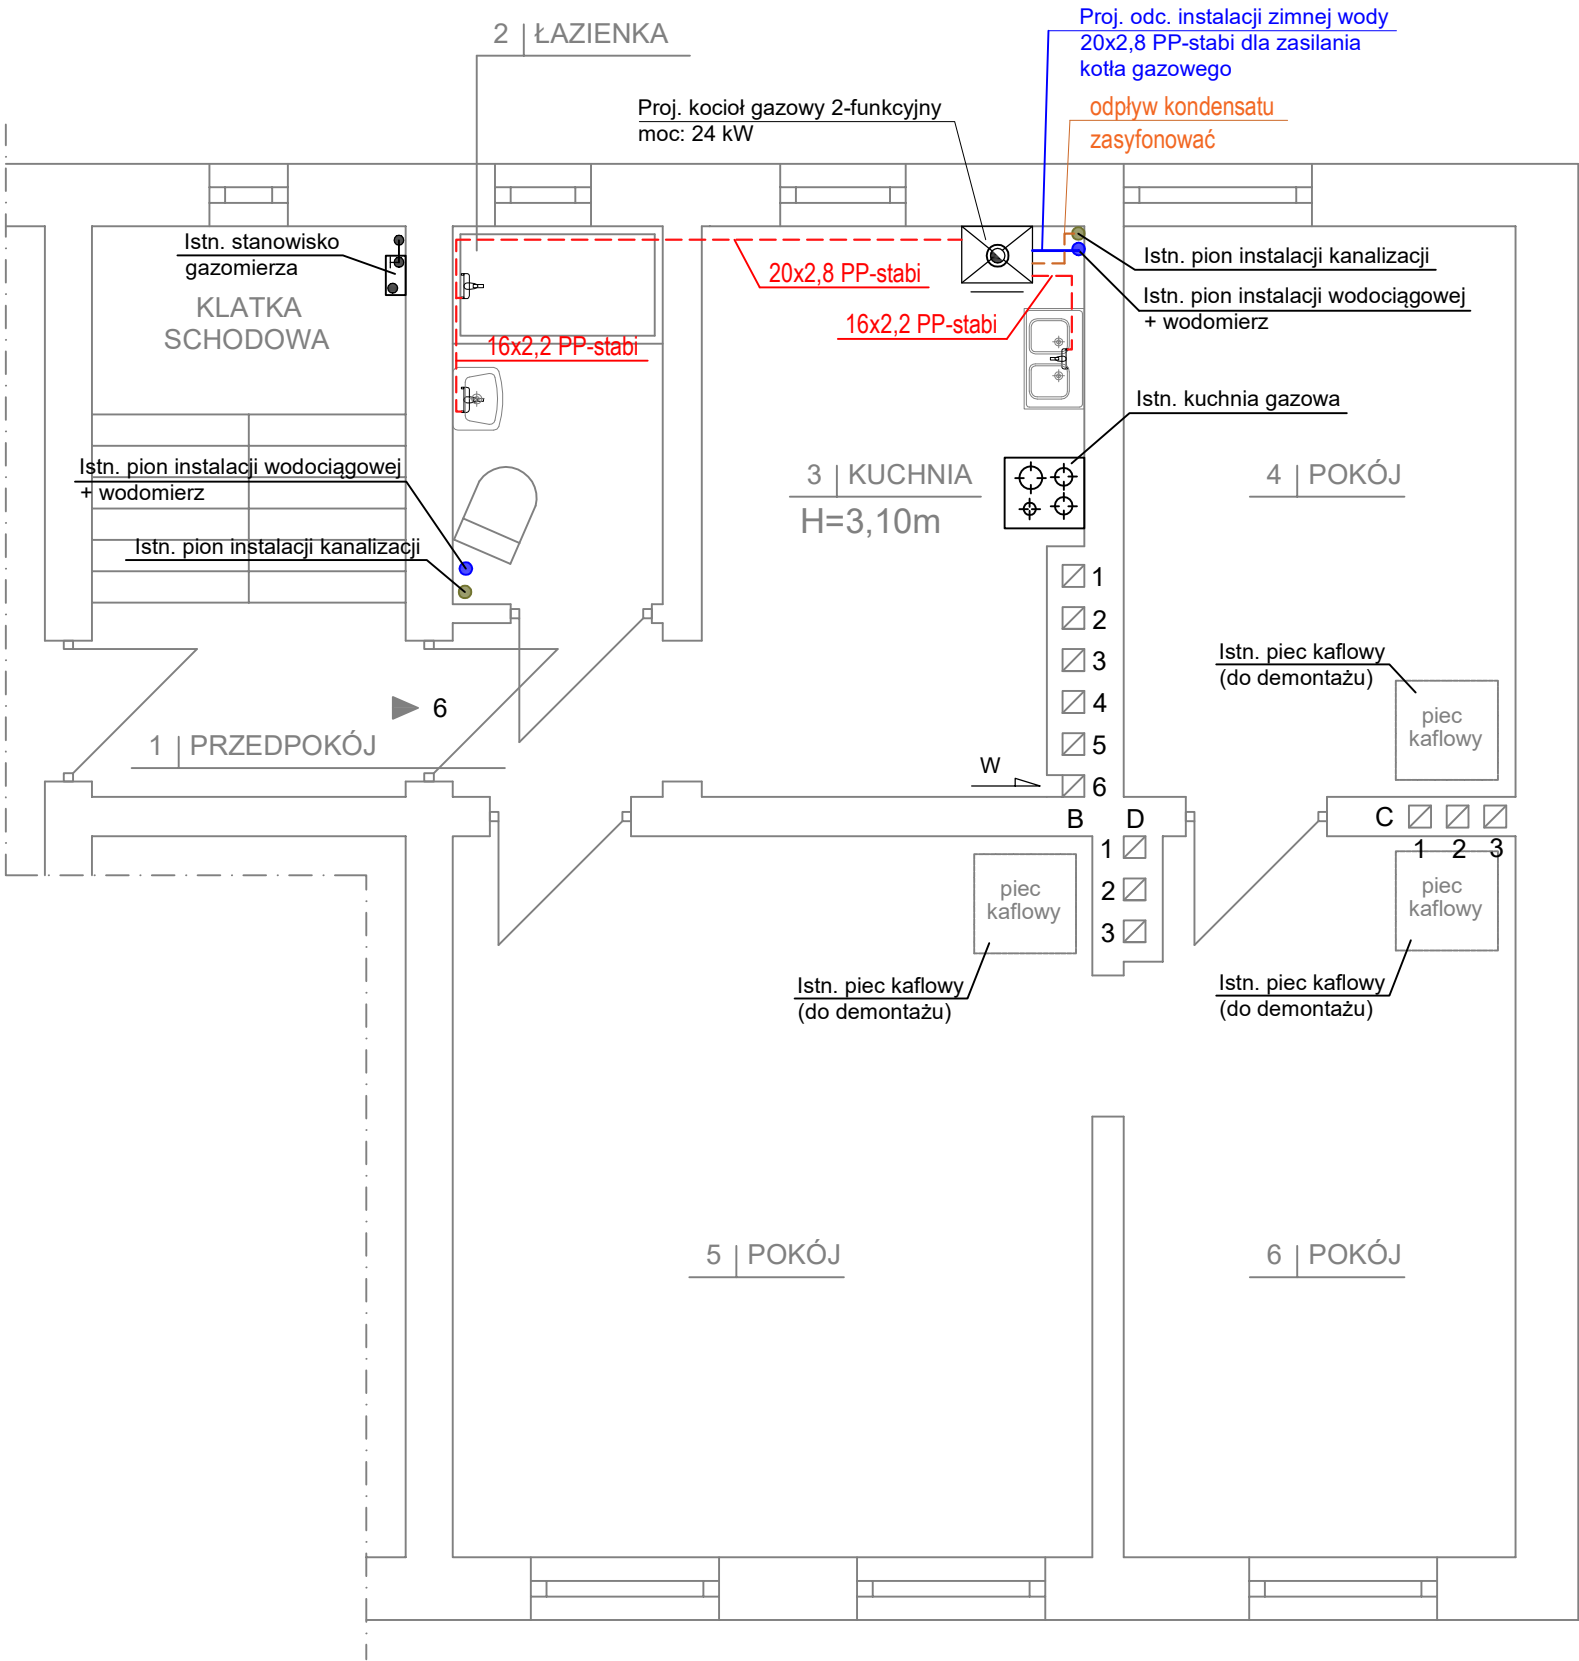 Proj. odc. instalacji zimnej wody
20x2,8 PP-stabi dla zasilania
kotła gazowego
2 ŁAZIENKA
Proj. kocioł gazowy 2-funkcyjny
moc: 24 kW
odpływ kondensatu
zasyfonować
Istn. stanowisko
gazomierza
KLATKA
SCHODOWA
20x2,8 PP-stabi
16x2,2 PP-stabi
16x2,2 PP-stabi
Istn. pion instalacji kanalizacji
Istn. pion instalacji wodociągowej
+ wodomierz
Istn. kuchnia gazowa
Istn. pion instalacji wodociągowej
+ wodomierz
Istn. pion instalacji kanalizacji
3 KUCHNIA
H=3,10m
4 POKÓJ
1
2
3
4
5
6
W
B
D
Istn. piec kaflowy
(do demontażu)
piec
kaflowy
6
1 PRZEDPOKÓJ
C
1 2 3
1
2
3
piec
kaflowy
Istn. piec kaflowy
(do demontażu)
piec
kaflowy
Istn. piec kaflowy
(do demontażu)
5 POKÓJ
6 POKÓJ